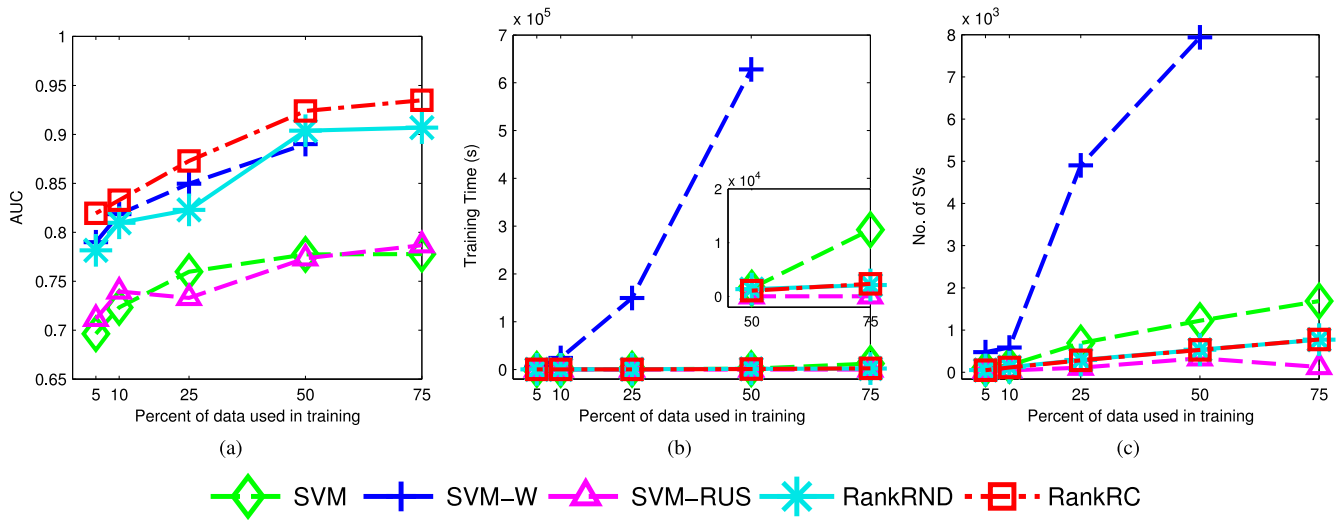 1
0.95
0.9
0.85
0.8
0.75
0.7
0.65
AUC
5 10 25 50 75
Percent of data used in training
(a)
x 10^5
7
6
5
4
3
2
1
0
Training Time (s)
x 10^4
2
1
0
50 75
5 10 25 50 75
Percent of data used in training
(b)
x 10^3
8
7
6
5
4
3
2
1
0
No. of SVs
5 10 25 50 75
Percent of data used in training
(c)
SVM SVM-W SVM-RUS RankRND RankRC